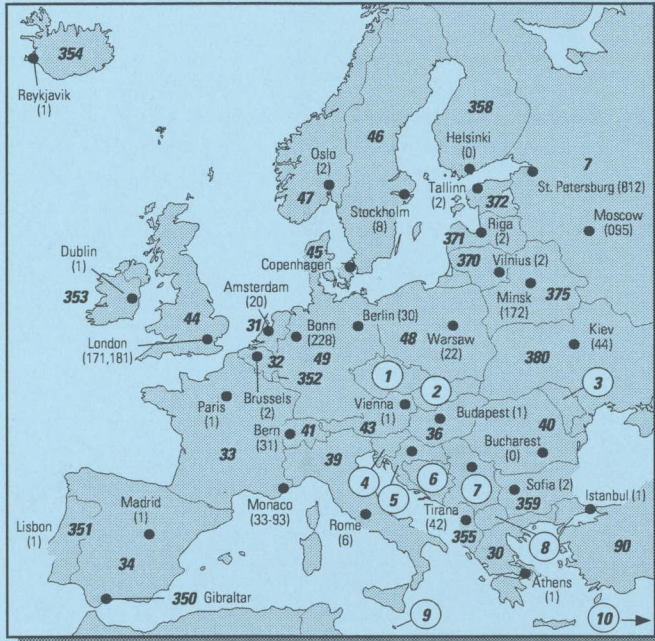 354
Reykjavik
(1)
46
358
Helsinki
(0)
7
Oslo
(2)
47
Tallinn
(2)
372
St. Petersburg (812)
Stockholm
(8)
371
Riga
(2)
Moscow
(095)
Dublin
(1)
353
45
Copenhagen
370
Vilnius (2)
Minsk
(172)
375
Amsterdam
(20)
31
44
London
(171,181)
Bonn
(228)
Berlin (30)
48
Warsaw
(22)
Kiev
(44)
380
32
49
352
Brussels
(2)
1
2
3
Paris
(1)
Vienna
(1)
Budapest (1)
Bern
(31)
41
43
36
40
33
39
Bucharest
(0)
4
5
6
7
Sofia (2)
359
Istanbul (1)
Madrid
(1)
Lisbon
(1)
351
34
Monaco
(33-93)
Rome
(6)
Tirana
(42)
355
8
90
30
Athens
(1)
350 Gibraltar
9
10